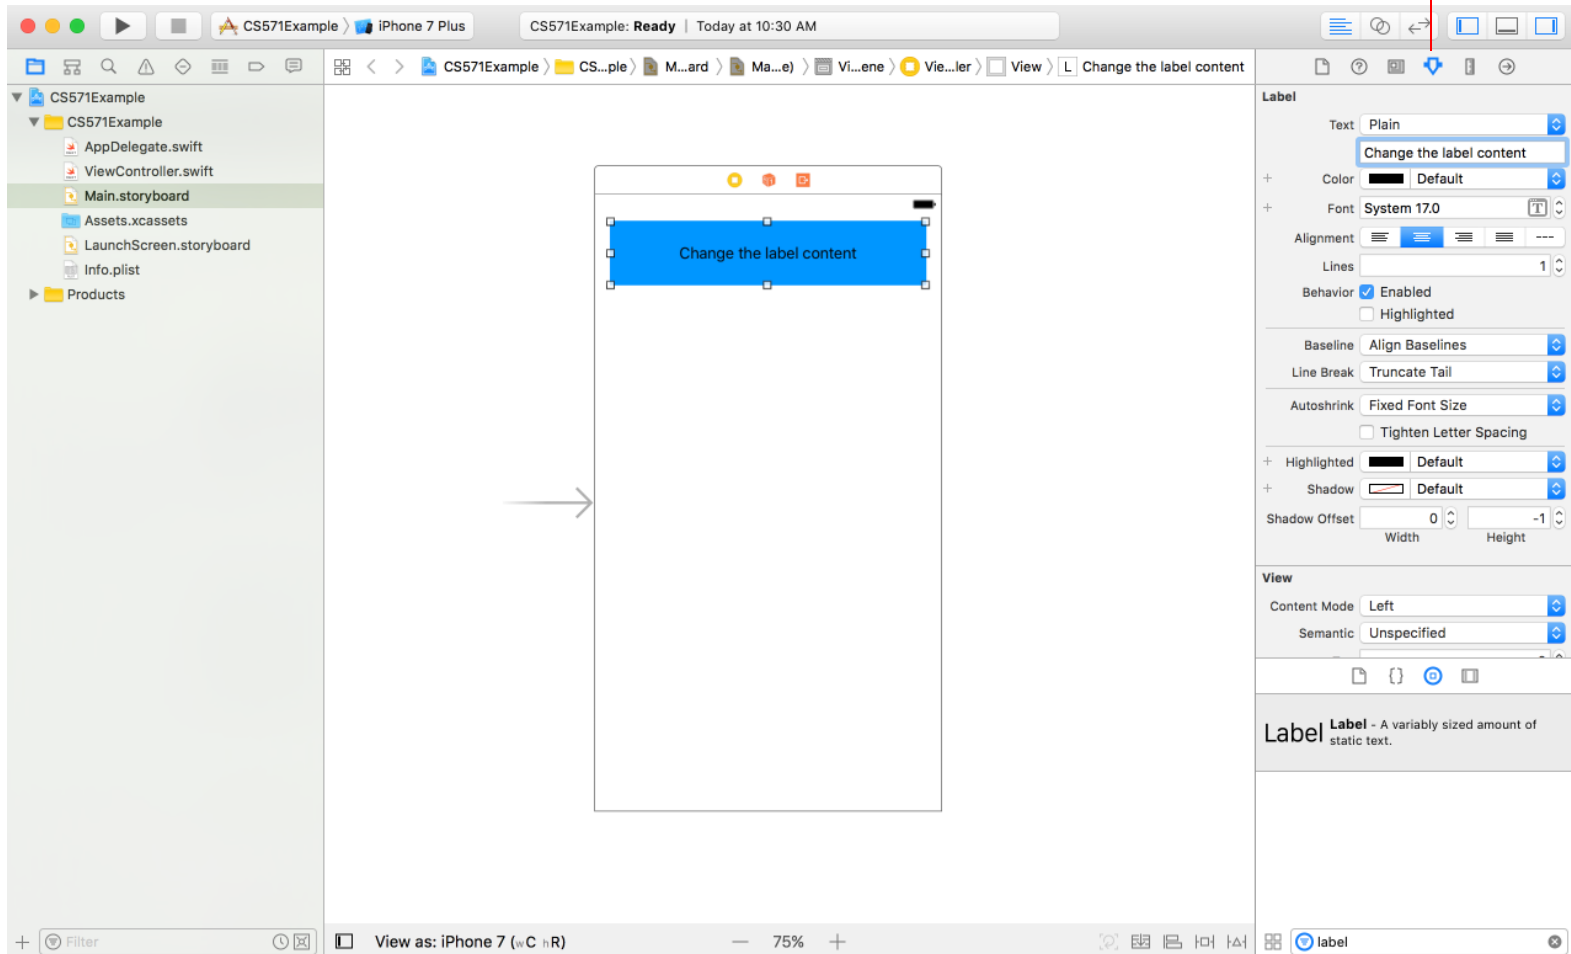 CS571Example
iPhone 7 Plus
CS571Example: Ready | Today at 10:30 AM
CS571Example
CS...ple
M...ard
Ma...e)
Vi...ene
Vie...ler
View
L Change the label content
CS571Example
CS571Example
AppDelegate.swift
ViewController.swift
Main.storyboard
Assets.xcassets
LaunchScreen.storyboard
Info.plist
Products
Change the label content
Label
Text Plain
Change the label content
Color Default
Font System 17.0 T
Alignment
Lines 1
Behavior Enabled
Highlighted
Baseline Align Baselines
Line Break Truncate Tail
Autoshrink Fixed Font Size
Tighten Letter Spacing
Highlighted Default
Shadow Default
Shadow Offset 0 -1
Width Height
View
Content Mode Left
Semantic Unspecified
Label Label - A variably sized amount of
static text.
Filter
View as: iPhone 7 (wC hR)
75%
label